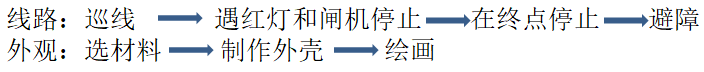 线路：巡线 → 遇红灯和闸机停止 → 在终点停止 → 避障
外观：选材料 → 制作外壳 → 绘画